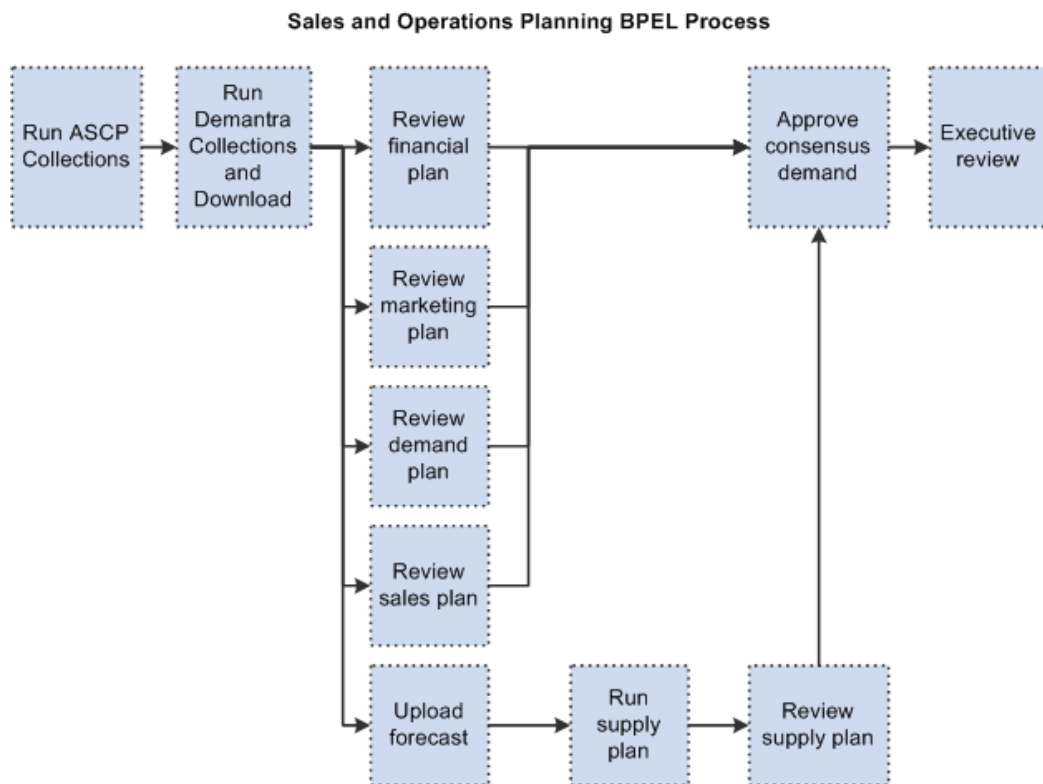 Sales and Operations Planning BPEL Process
Run ASCP
Collections
Run
Demantra
Collections
and
Download
Review
financial
plan
Approve
consensus
demand
Executive
review
Review
marketing
plan
Review
demand
plan
Review
sales plan
Upload
forecast
Run
supply
plan
Review
supply plan